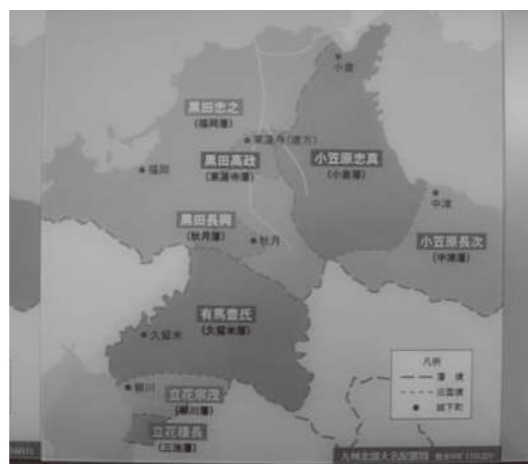 小倉
黒田忠之
(福岡藩)
東蓮寺(直方)
黒田高政
(東蓮寺藩)
小笠原忠真
(小倉藩)
福岡
中津
黒田長興
(秋月藩)
秋月
小笠原長次
(中津藩)
有馬豊氏
(久留米藩)
久留米
柳川
立花宗茂
(柳川藩)
立花種長
(三池藩)
凡例
藩境
旧国境
城下町
九州北部大名配置図